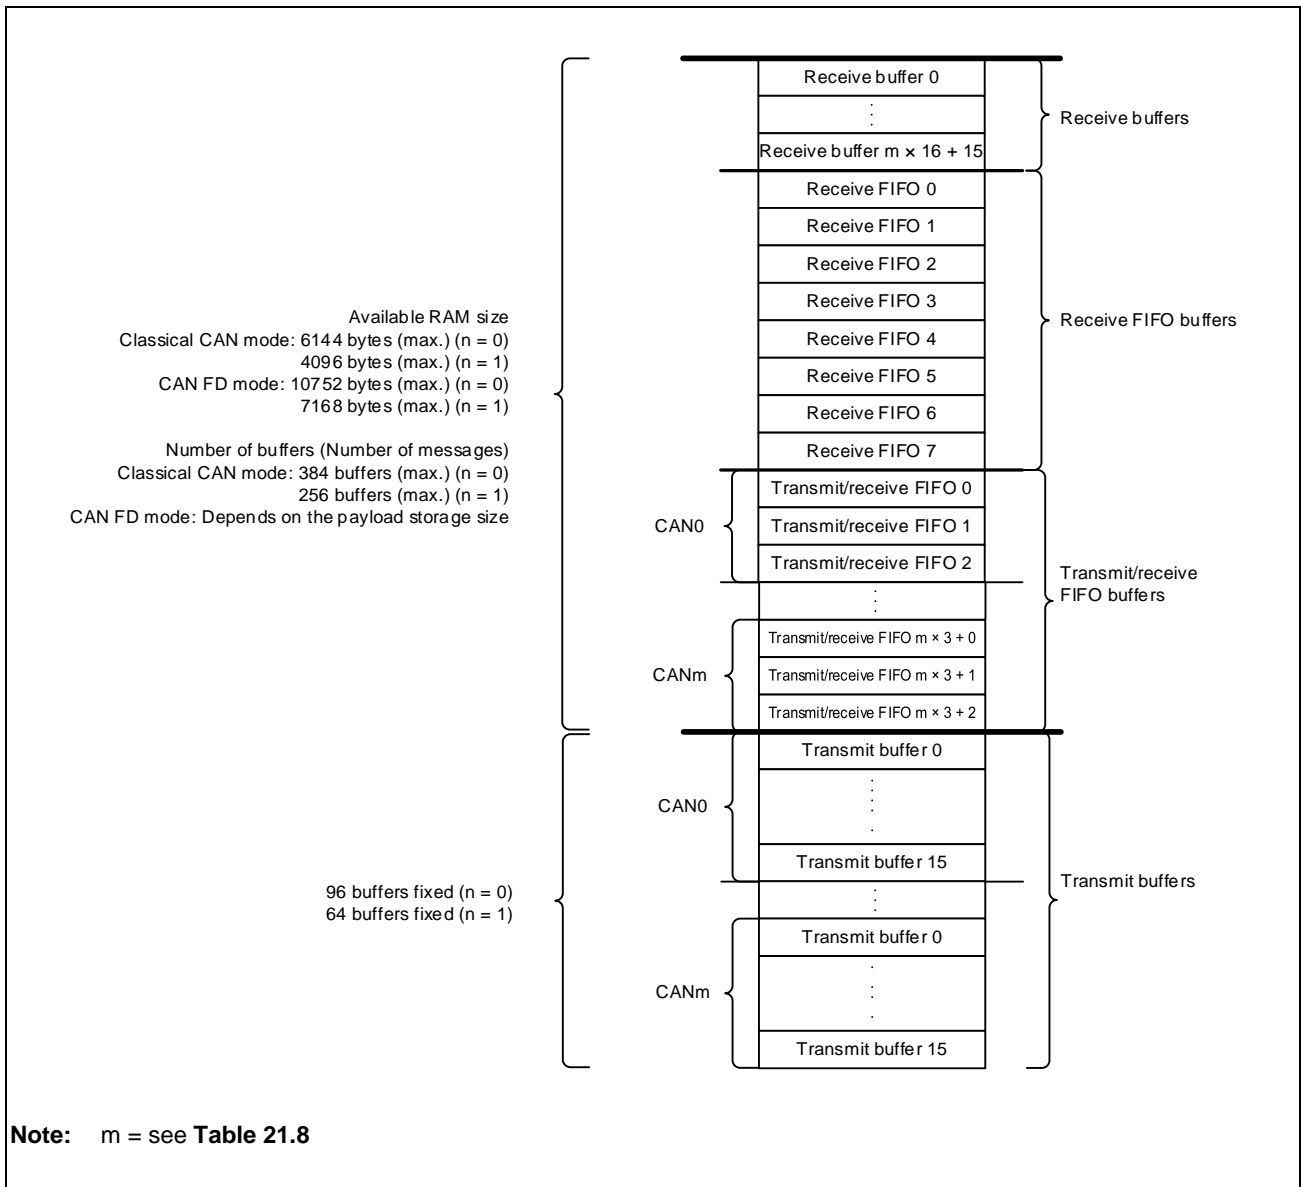 Receive buffer 0
Receive buffer m × 16 + 15
Receive buffers
Receive FIFO 0
Receive FIFO 1
Receive FIFO 2
Receive FIFO 3
Receive FIFO 4
Receive FIFO 5
Receive FIFO 6
Receive FIFO 7
Receive FIFO buffers
Available RAM size
Classical CAN mode: 6144 bytes (max.) (n = 0)
4096 bytes (max.) (n = 1)
CAN FD mode: 10752 bytes (max.) (n = 0)
7168 bytes (max.) (n = 1)
Number of buffers (Number of messages)
Classical CAN mode: 384 buffers (max.) (n = 0)
256 buffers (max.) (n = 1)
CAN FD mode: Depends on the payload storage size
CAN0
Transmit/receive FIFO 0
Transmit/receive FIFO 1
Transmit/receive FIFO 2
Transmit/receive
FIFO buffers
CANm
Transmit/receive FIFO m × 3 + 0
Transmit/receive FIFO m × 3 + 1
Transmit/receive FIFO m × 3 + 2
CAN0
Transmit buffer 0
Transmit buffer 15
Transmit buffers
96 buffers fixed (n = 0)
64 buffers fixed (n = 1)
CANm
Transmit buffer 0
Transmit buffer 15
Note: m = see Table 21.8